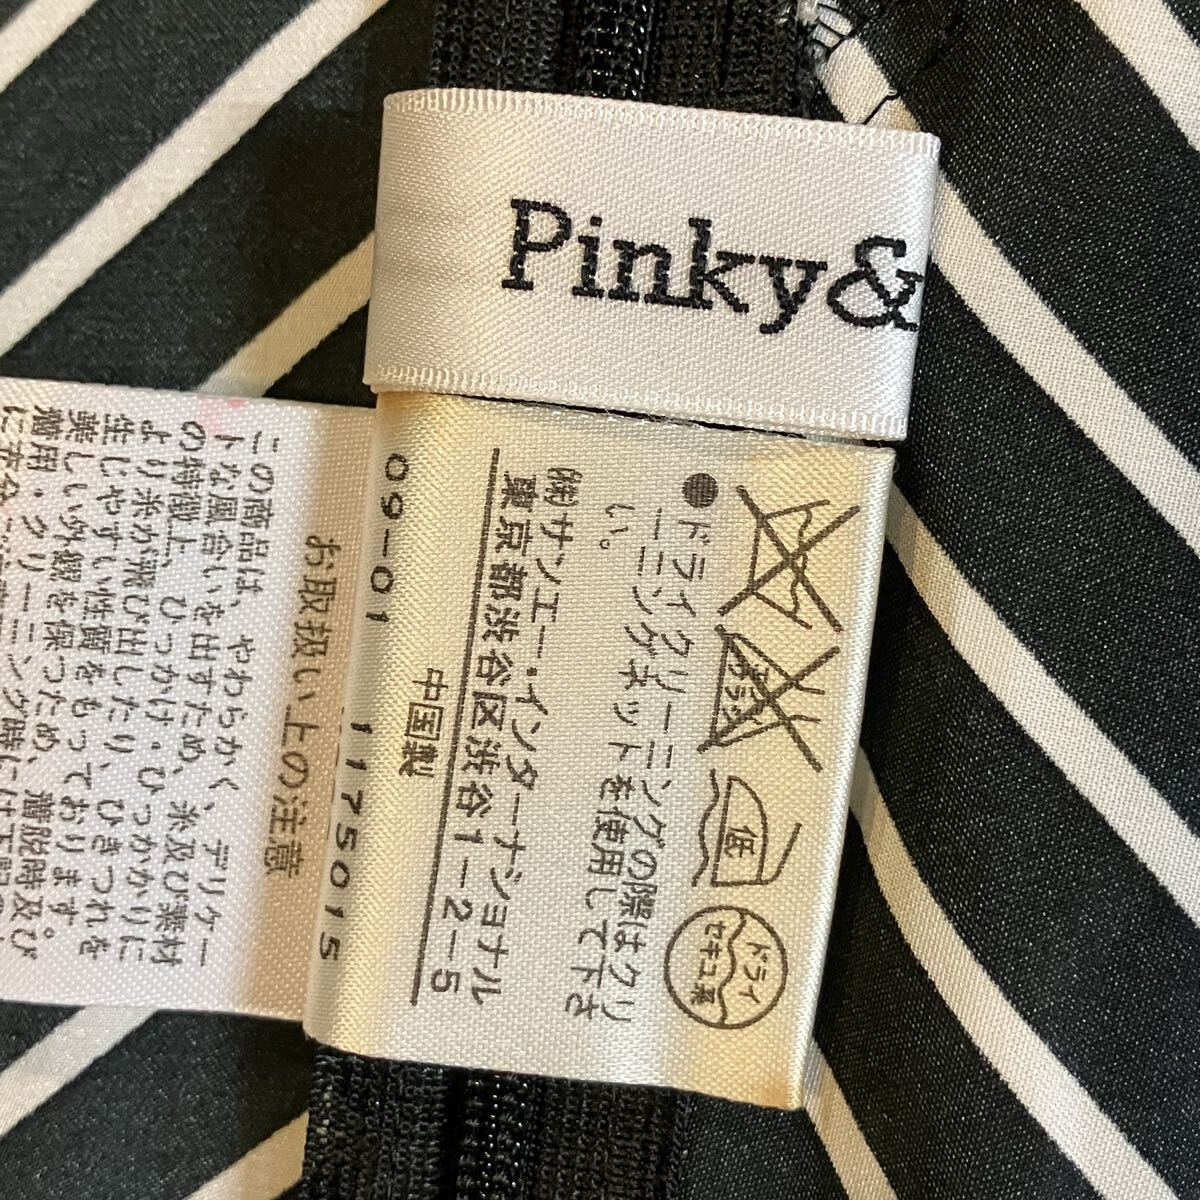 Pinky&
エンソサラシ
低
ドライ
セキユ系
●ドライクリーニングの際はクリ
ーニングネットを使用して下さ
い。
㈱サンエー・インターナショナル
東京都渋谷区渋谷1-2-5
中国製
09-01
1175015
お取扱い上の注意
この商品は、やわらかく、デリケー
トな風合いを出すため、糸及び素材
の特徴上、ひっかけ・ひっかかりに
より糸が飛び出したり、ひきつれを
生じやすい性質をもっております。
美しい外観を保つため、着脱時及び
着用・クリーニング時には